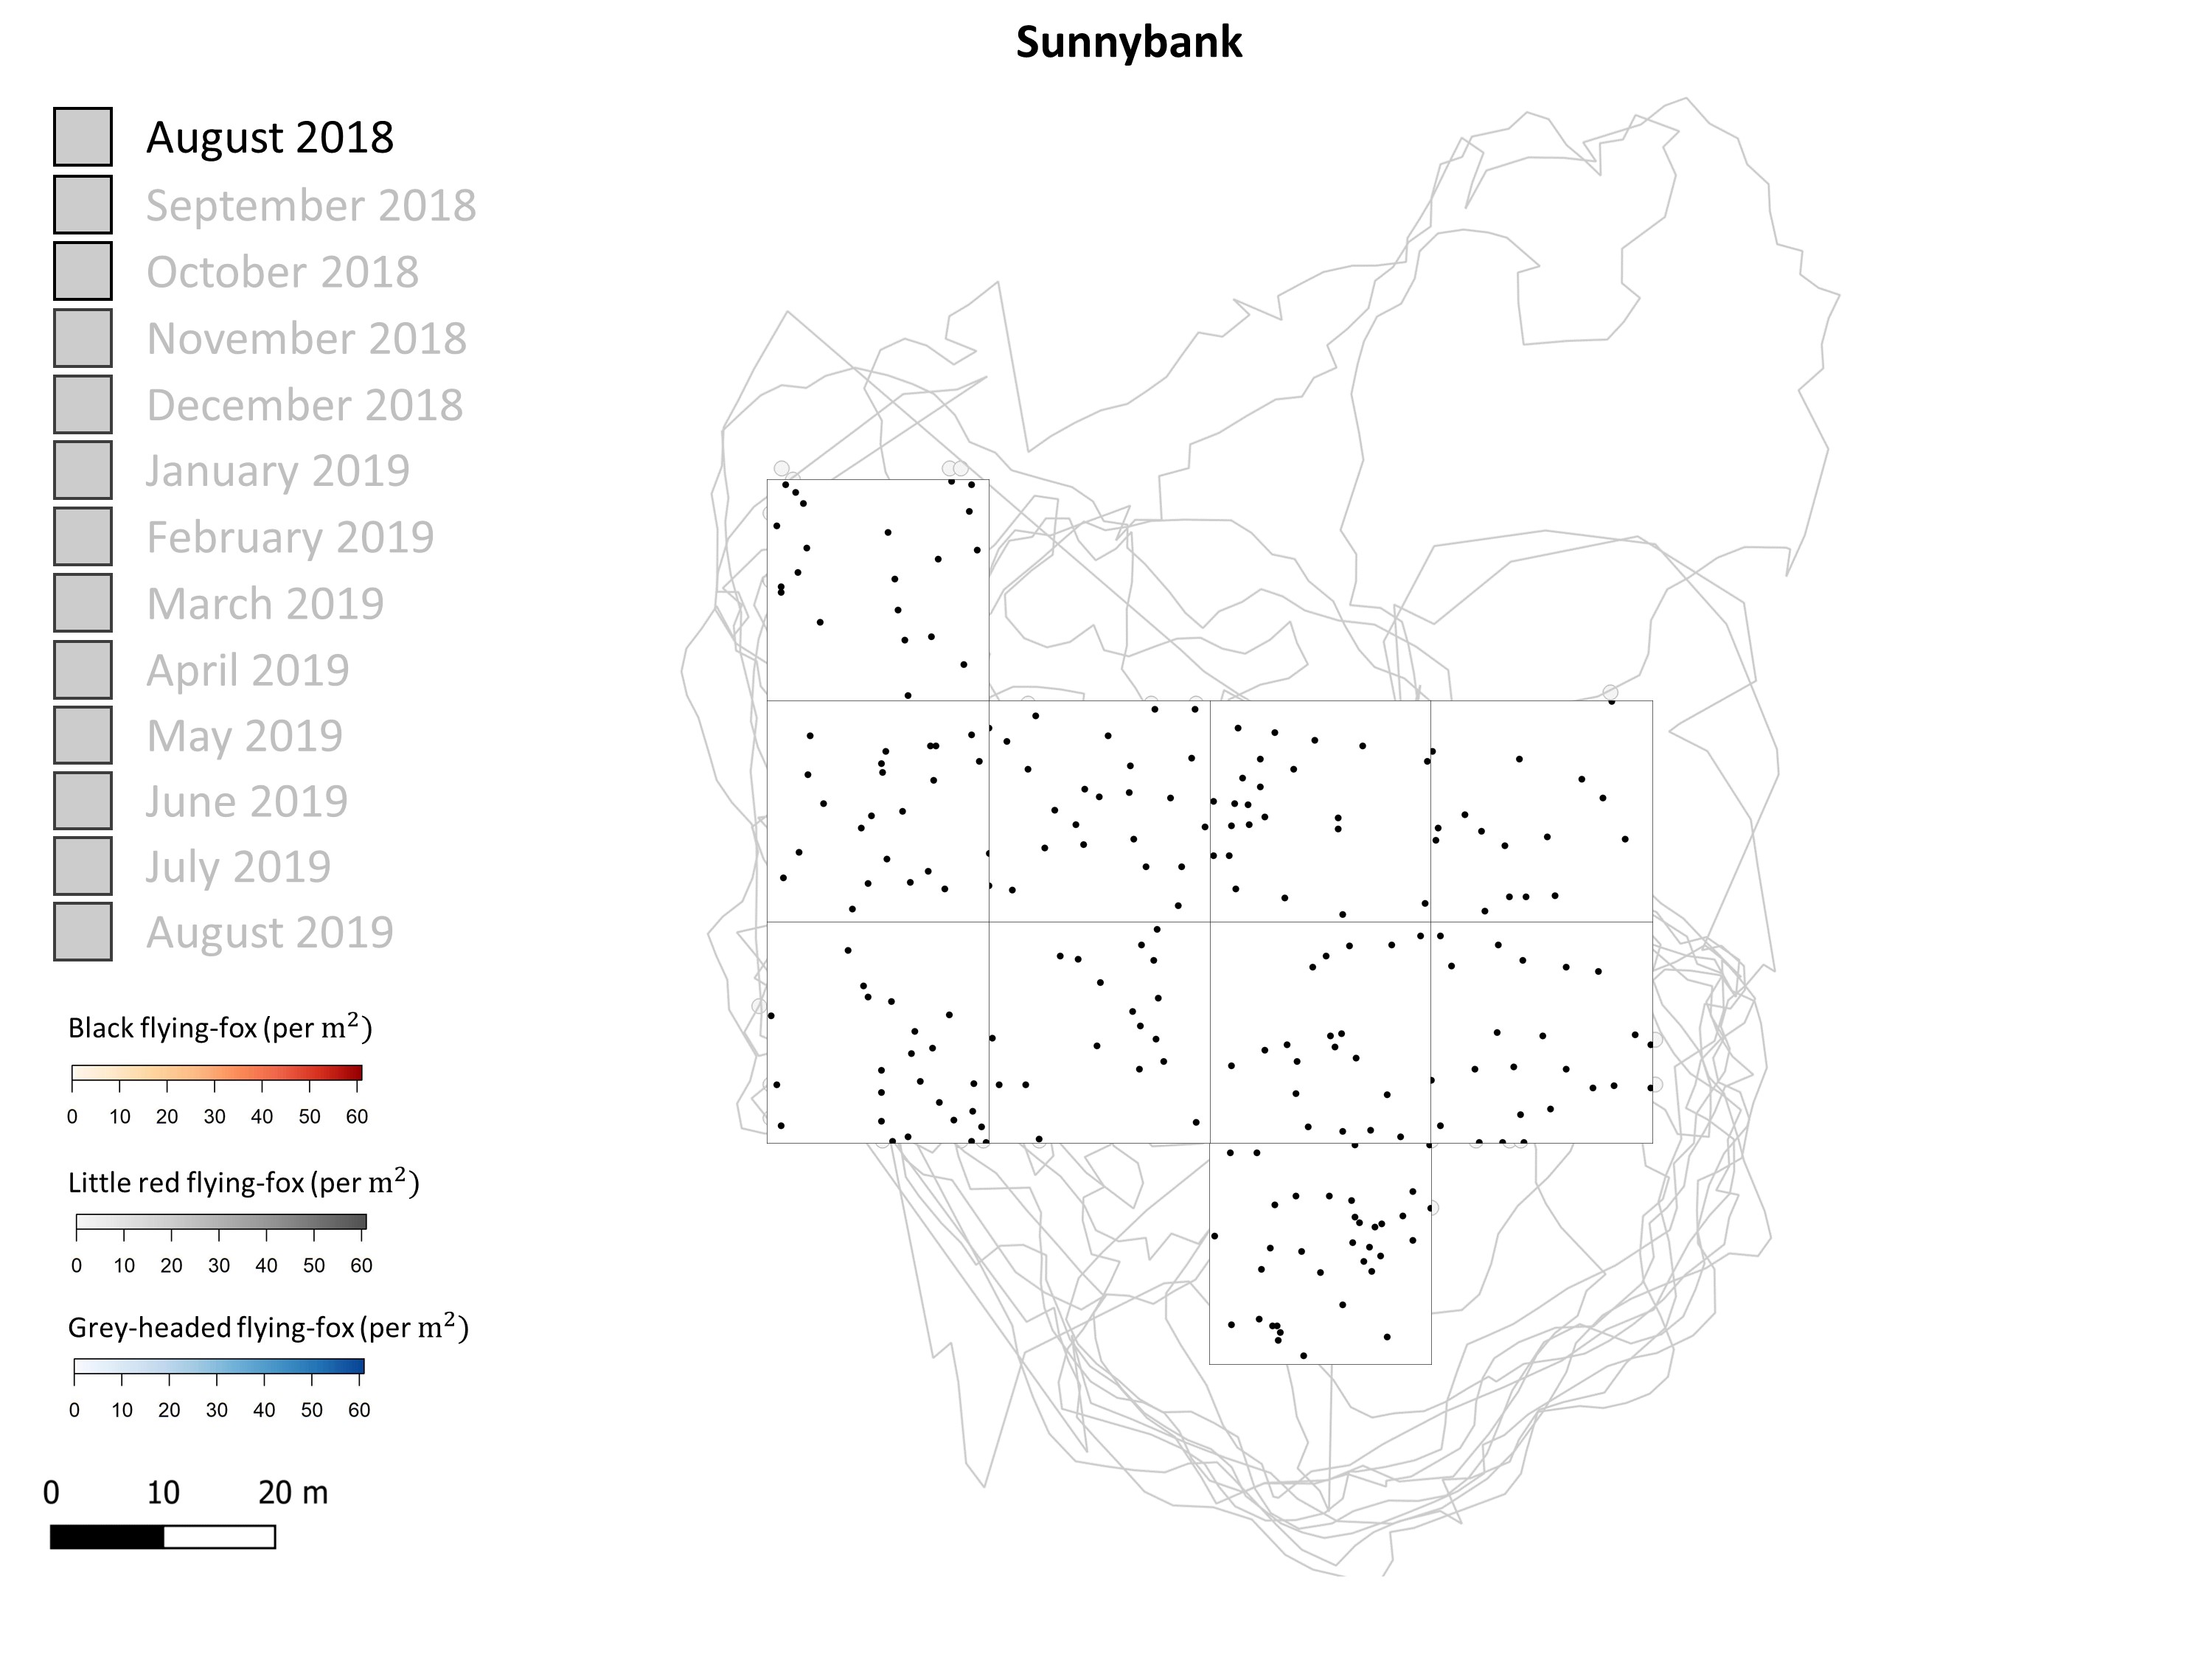 Sunnybank
August 2018
September 2018
October 2018
November 2018
December 2018
January 2019
February 2019
March 2019
April 2019
May 2019
June 2019
July 2019
August 2019
Black flying-fox (per m²)
0 10 20 30 40 50 60
Little red flying-fox (per m²)
0 10 20 30 40 50 60
Grey-headed flying-fox (per m²)
0 10 20 30 40 50 60
0 10 20 m